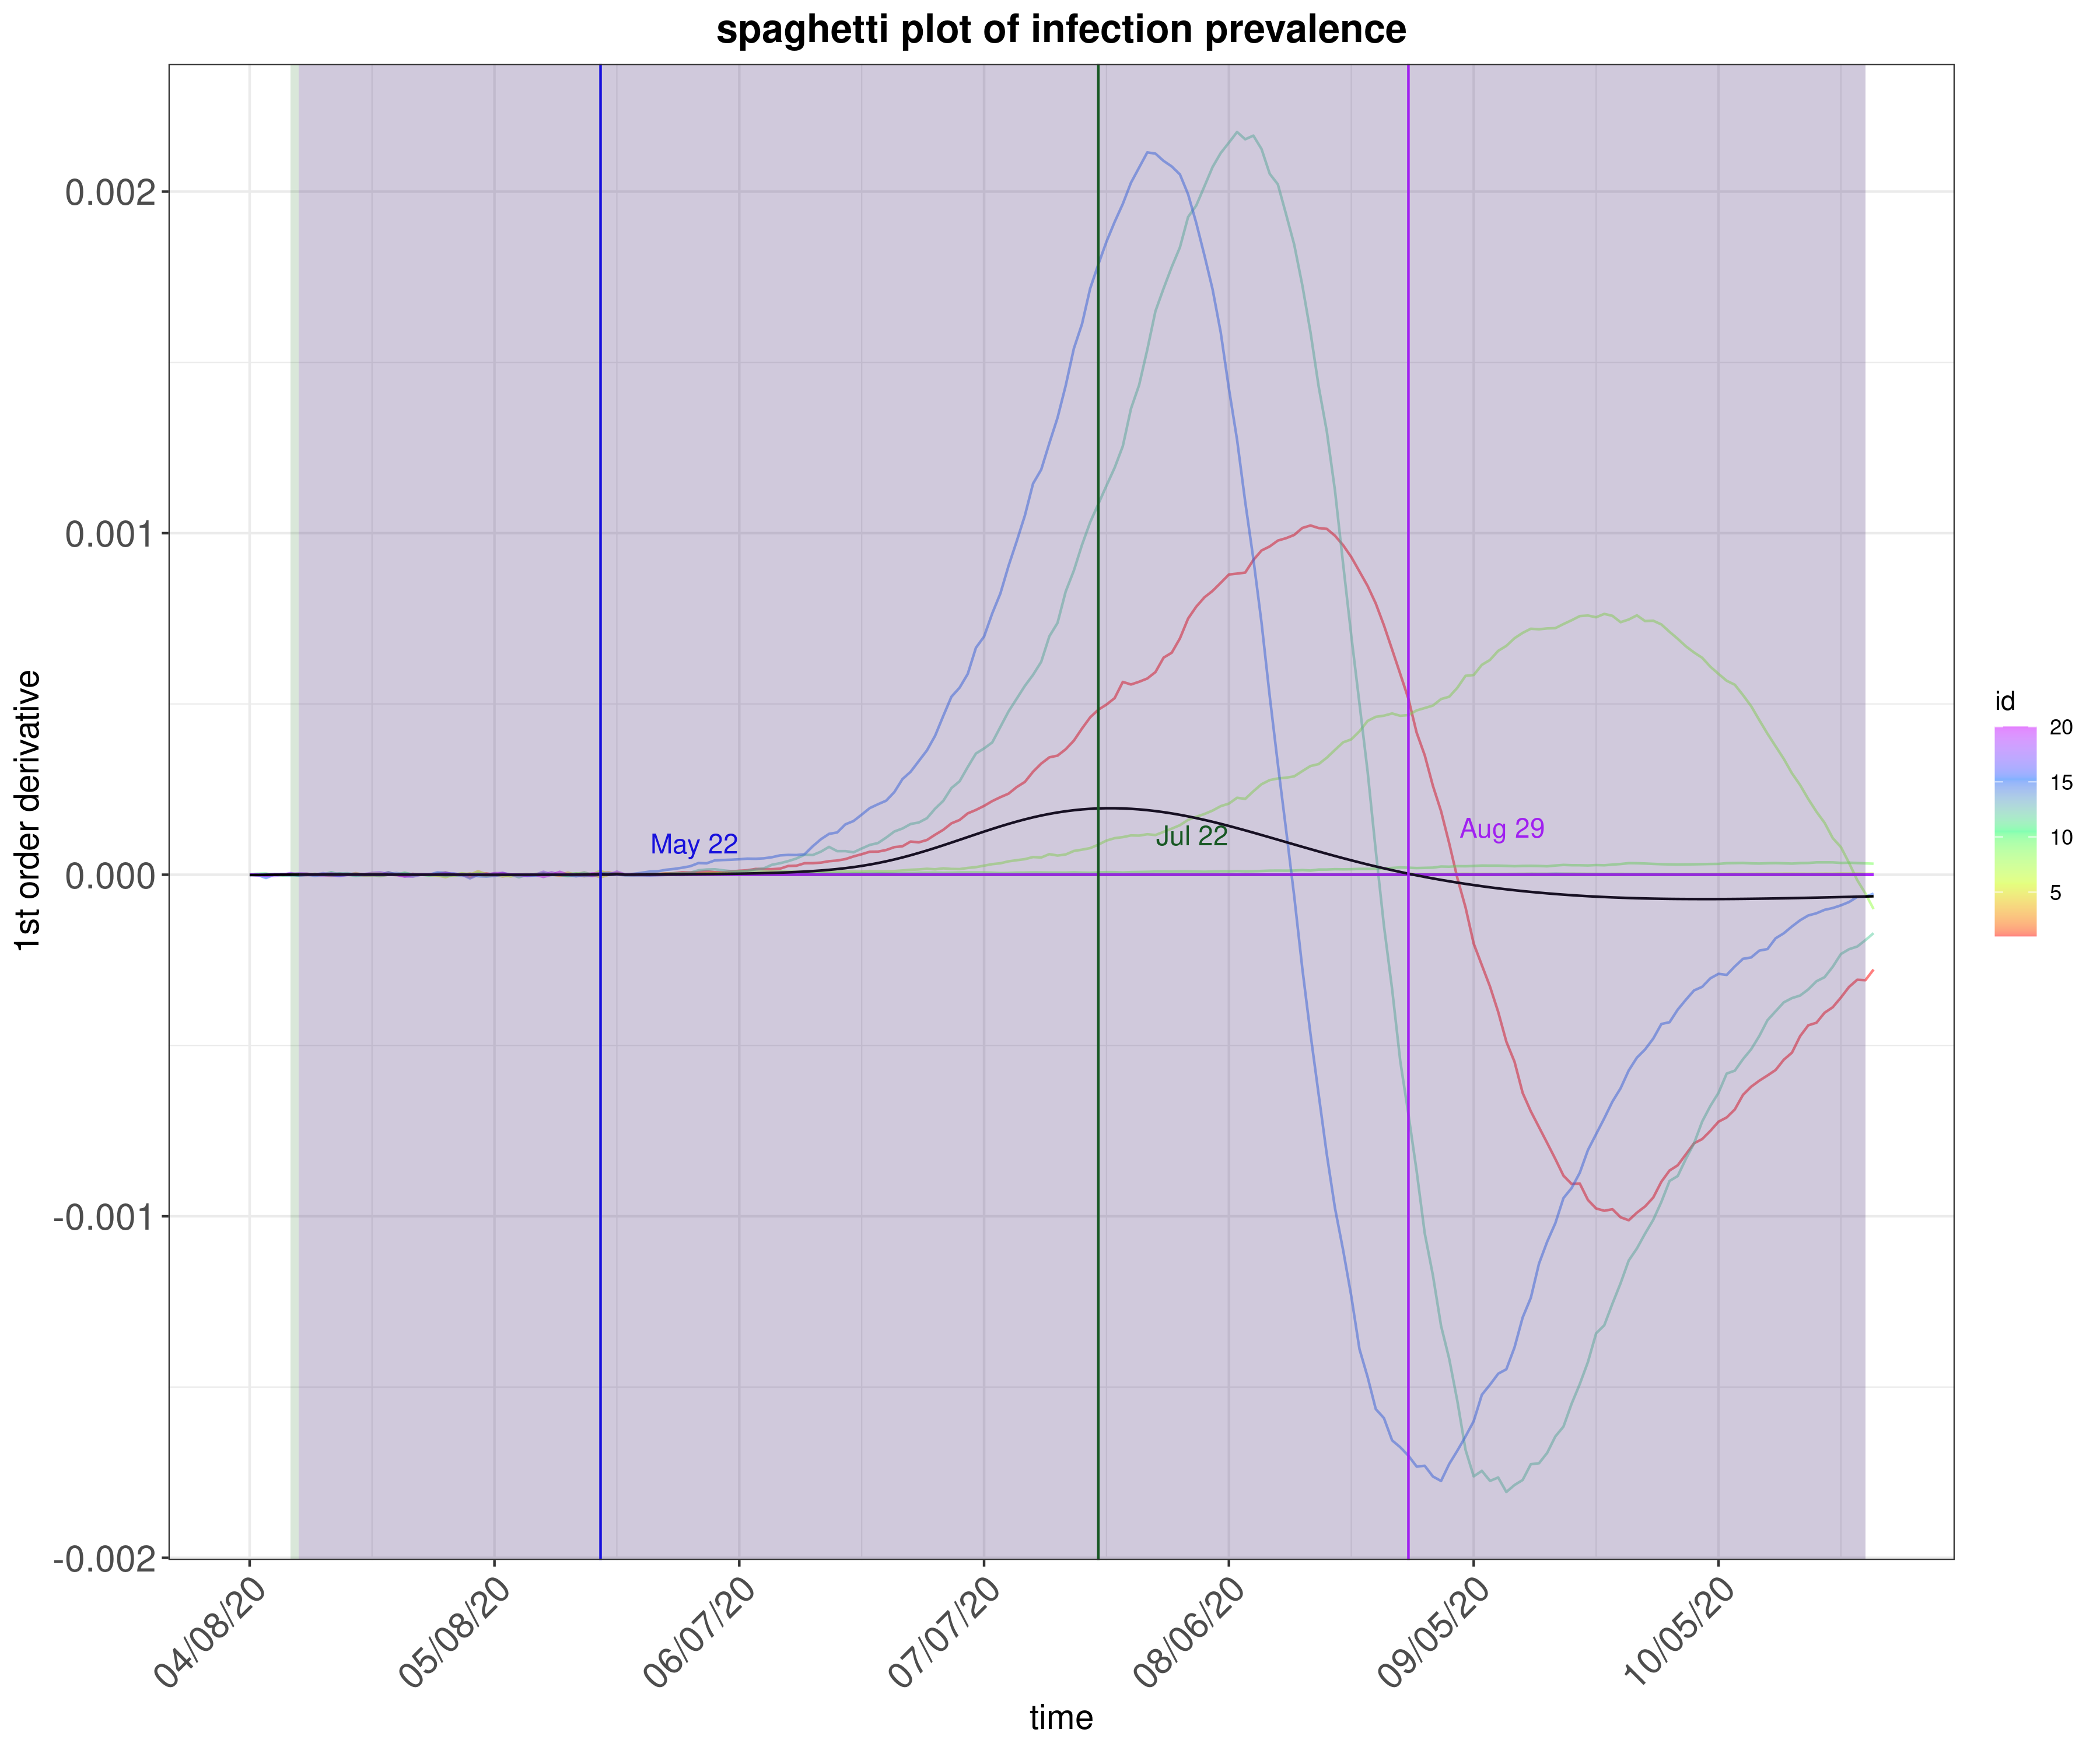 spaghetti plot of infection prevalence
1st order derivative
0.002
0.001
0.000
-0.001
-0.002
May 22
Jul 22
Aug 29
04/08/20
05/08/20
06/07/20
07/07/20
08/06/20
09/05/20
10/05/20
time
id
20
15
10
5